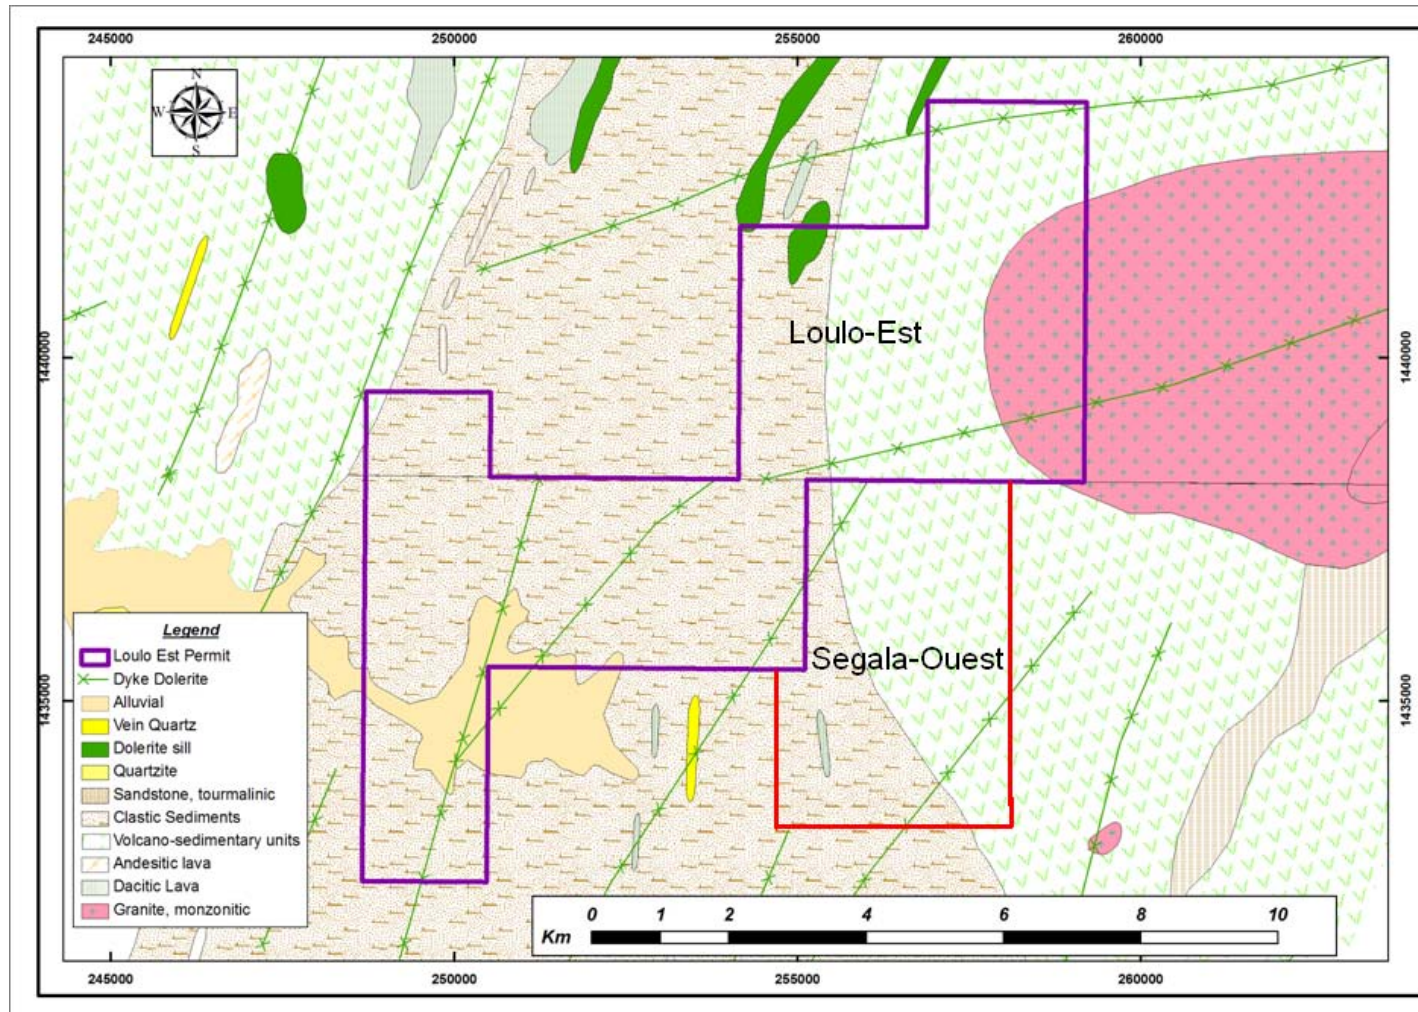 245000 250000 255000 260000
N
W E
S
1440000 1440000
Loulo-Est
Segala-Ouest
1435000 1435000
Legend
Loulo Est Permit
Dyke Dolerite
Alluvial
Vein Quartz
Dolerite sill
Quartzite
Sandstone, tourmalinic
Clastic Sediments
Volcano-sedimentary units
Andesitic lava
Dacitic Lava
Granite, monzonitic
0 1 2 4 6 8 10
Km
245000 250000 255000 260000